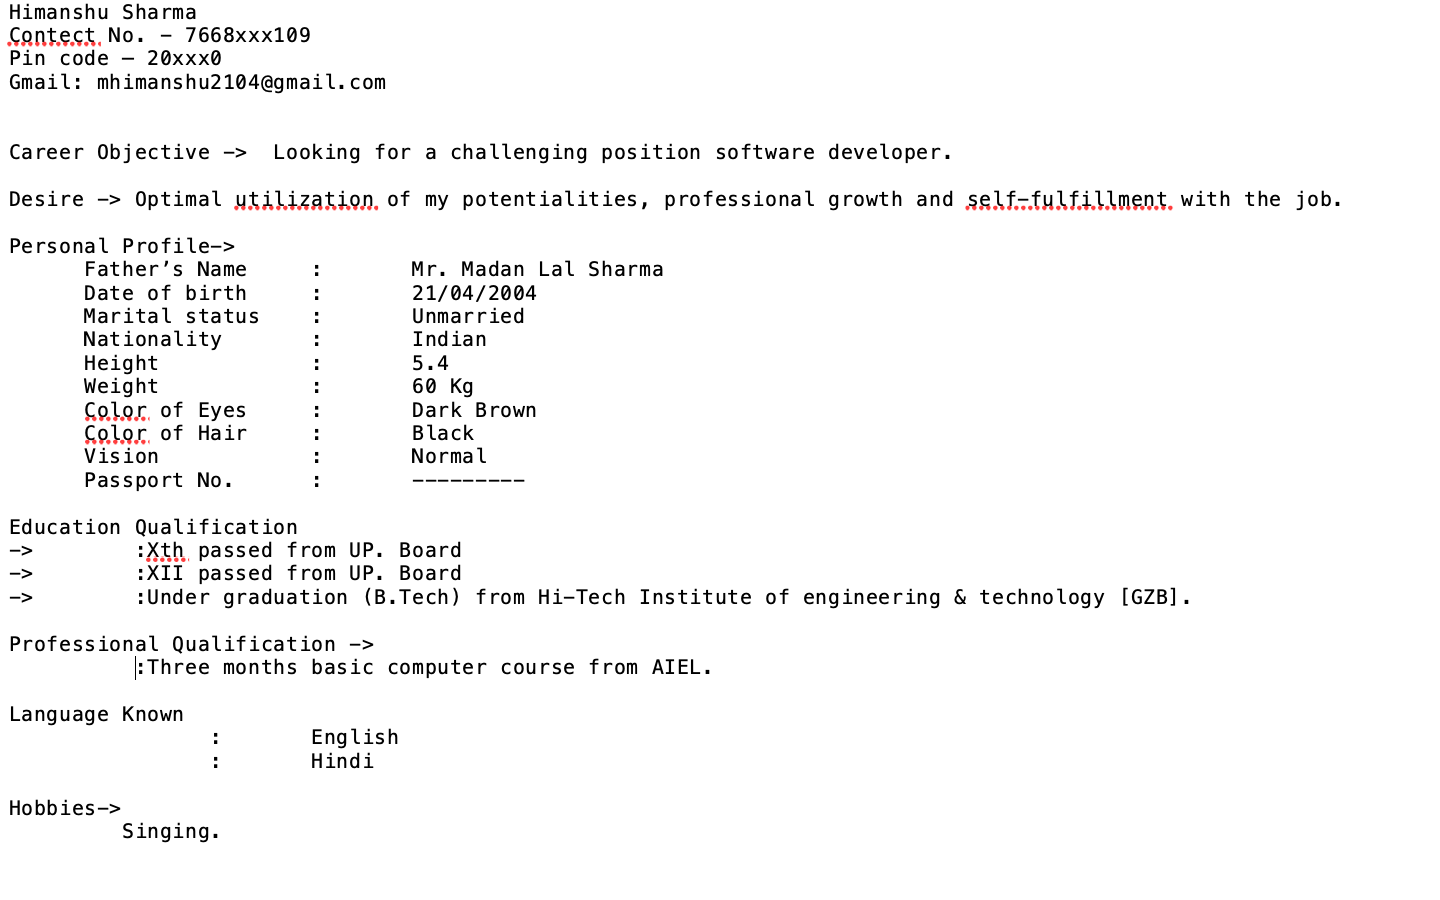 Himanshu Sharma
Contect No. – 7668xxx109
Pin code – 20xxx0
Gmail: mhimanshu2104@gmail.com
Career Objective –> Looking for a challenging position software developer.
Desire –> Optimal utilization of my potentialities, professional growth and self–fulfillment with the job.
Personal Profile–>
Father’s Name : Mr. Madan Lal Sharma
Date of birth : 21/04/2004
Marital status : Unmarried
Nationality : Indian
Height : 5.4
Weight : 60 Kg
Color of Eyes : Dark Brown
Color of Hair : Black
Vision : Normal
Passport No. : –––––––––
Education Qualification
–> :Xth passed from UP. Board
–> :XII passed from UP. Board
–> :Under graduation (B.Tech) from Hi–Tech Institute of engineering & technology [GZB].
Professional Qualification –>
:Three months basic computer course from AIEL.
Language Known
: English
: Hindi
Hobbies–>
Singing.